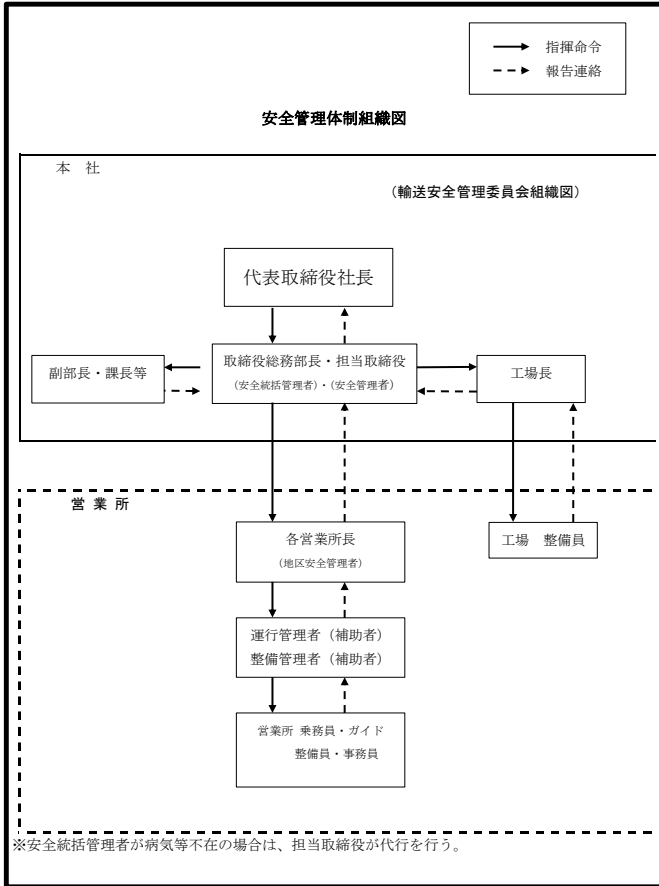 指揮命令
報告連絡
安全管理体制組織図
本　社
（輸送安全管理委員会組織図）
代表取締役社長
副部長・課長等
取締役総務部長・担当取締役
（安全統括管理者）・（安全管理者）
工場長
営 業 所
各営業所長
（地区安全管理者）
工場　整備員
運行管理者（補助者）
整備管理者（補助者）
営業所 乗務員・ガイド
整備員・事務員
※安全統括管理者が病気等不在の場合は、担当取締役が代行を行う。